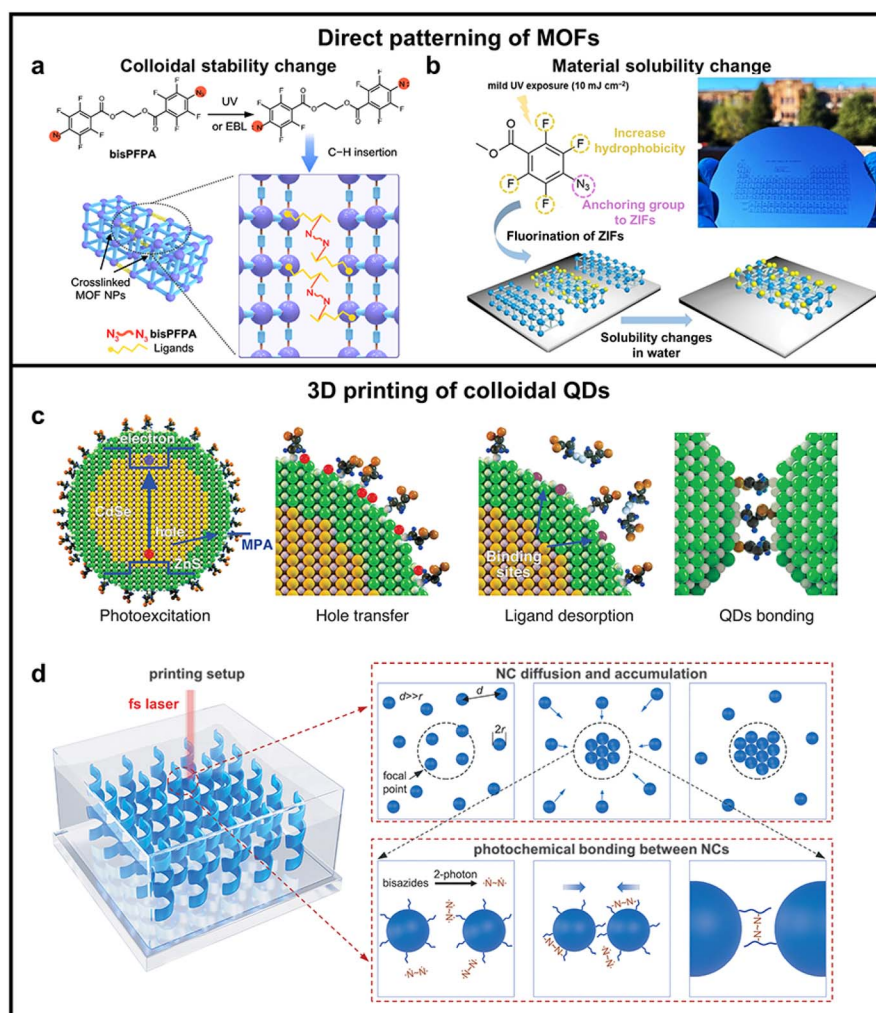 Direct patterning of MOFs
a
Colloidal stability change
F
F
F
F
O
O
O
O
F
F
F
F
N₃
bisPFPA
UV
or EBL
F
F
F
F
O
O
O
O
F
F
F
F
C–H insertion
Crosslinked
MOF NPs
N₃ N₃ bisPFPA
Ligands
N
N
N
N
b
Material solubility change
mild UV exposure (10 mJ cm⁻²)
O
O
F
F
F
F
N₃
Increase
hydrophobicity
Anchoring group
to ZIFs
Fluorination of ZIFs
Solubility changes
in water
3D printing of colloidal QDs
c
electron
CdSe
hole
ZnS
MPA
Photoexcitation
Hole transfer
Binding
sites
Ligand desorption
QDs bonding
d
printing setup
fs laser
NC diffusion and accumulation
d>>r
d
2r
focal
point
photochemical bonding between NCs
bisazides
2-photon
:N-N: